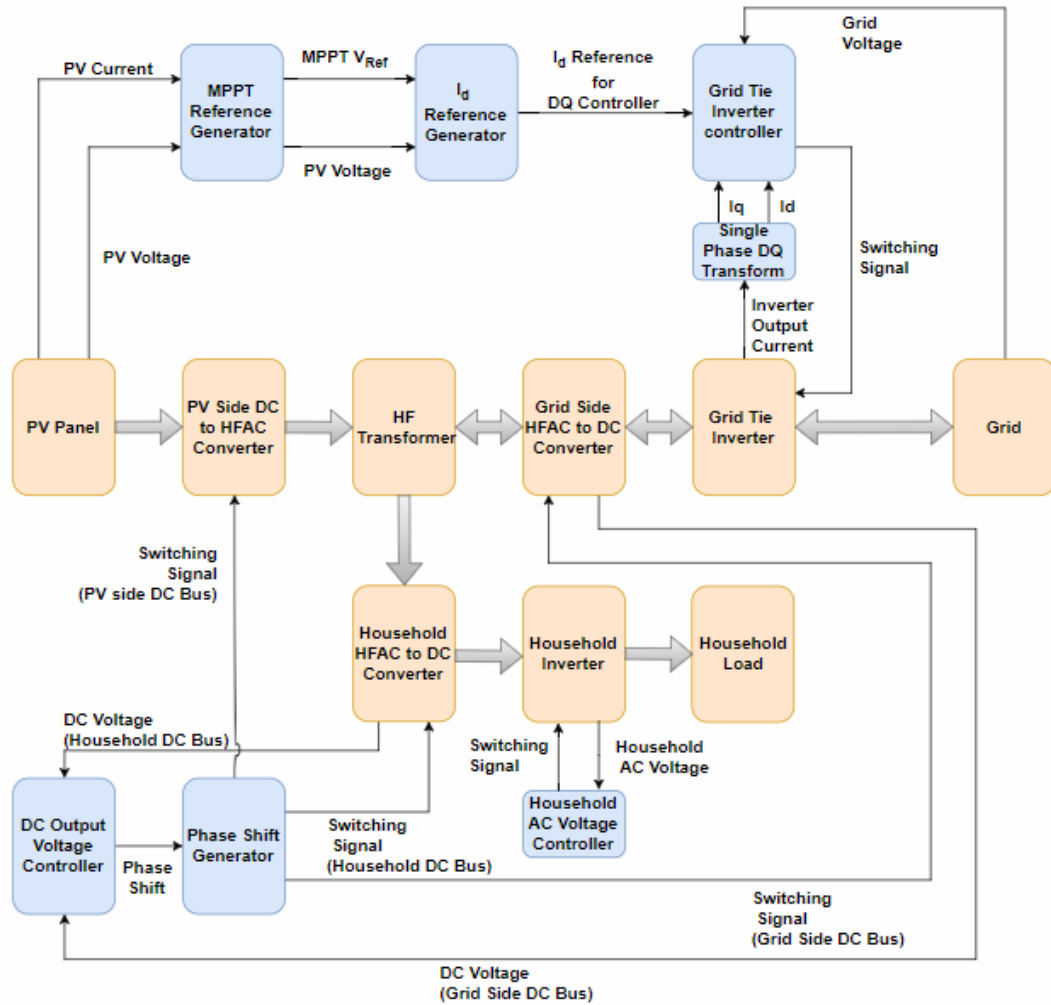 Grid
Voltage
PV Current
MPPT V_Ref
I_d Reference
for
DQ Controller
MPPT
Reference
Generator
I_d
Reference
Generator
Grid Tie
Inverter
controller
PV Voltage
Iq
Id
PV Voltage
Single
Phase DQ
Transform
Switching
Signal
Inverter
Output
Current
PV Panel
PV Side DC
to HFAC
Converter
HF
Transformer
Grid Side
HFAC to DC
Converter
Grid Tie
Inverter
Grid
Switching
Signal
(PV side DC Bus)
Household
HFAC to DC
Converter
Household
Inverter
Household
Load
DC Voltage
(Household DC Bus)
Switching
Signal
Household
AC Voltage
DC Output
Voltage
Controller
Phase Shift
Generator
Household
AC Voltage
Controller
Phase
Shift
Switching
Signal
(Household DC Bus)
Switching
Signal
(Grid Side DC Bus)
DC Voltage
(Grid Side DC Bus)